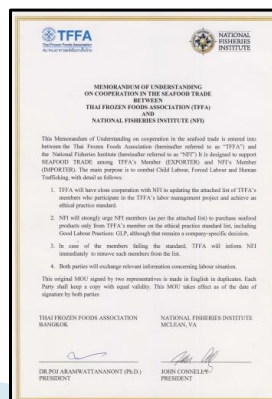 TFFA
Thai Frozen Foods Association
NATIONAL
FISHERIES
INSTITUTE
MEMORANDUM OF UNDERSTANDING
ON COOPERATION IN THE SEAFOOD TRADE
BETWEEN
THAI FROZEN FOODS ASSOCIATION (TFFA)
AND
NATIONAL FISHERIES INSTITUTE (NFI)
This Memorandum of Understanding on cooperation in the seafood trade is entered into
between the Thai Frozen Foods Association (hereinafter referred to as "TFFA") and
the National Fisheries Institute (hereinafter referred to as "NFI") It is designed to support
SEAFOOD TRADE among TFFA's Member (EXPORTER) and NFI's Member
(IMPORTER). The main purpose is to combat Child Labour, Forced Labour and Human
Trafficking, with detail as follows:
1. TFFA will have close cooperation with NFI in updating the attached list of TFFA's
members who participate in the TFFA's labor management project and achieve an
ethical practice standard.
2. NFI will strongly urge NFI members (as per the attached list) to purchase seafood
products only from TFFA's member on the ethical practice standard list, including
Good Labour Practices: GLP, although that remains a company-specific decision.
3. In case of the members failing the standard, TFFA will inform NFI
immediately to remove such members from the list.
4. Both parties will exchange relevant information concerning labour situation.
This original MOU signed by two representatives is made in English in duplicates. Each
Party shall keep a copy with equal validity. This MOU takes effect as of the date of
signature by both parties
THAI FROZEN FOODS ASSOCIATION
BANGKOK
NATIONAL FISHERIES INSTITUTE
MCLEAN, VA
DR.POJ ARAMWATTANANONT (Ph.D.)
PRESIDENT
JOHN CONNELLY
PRESIDENT